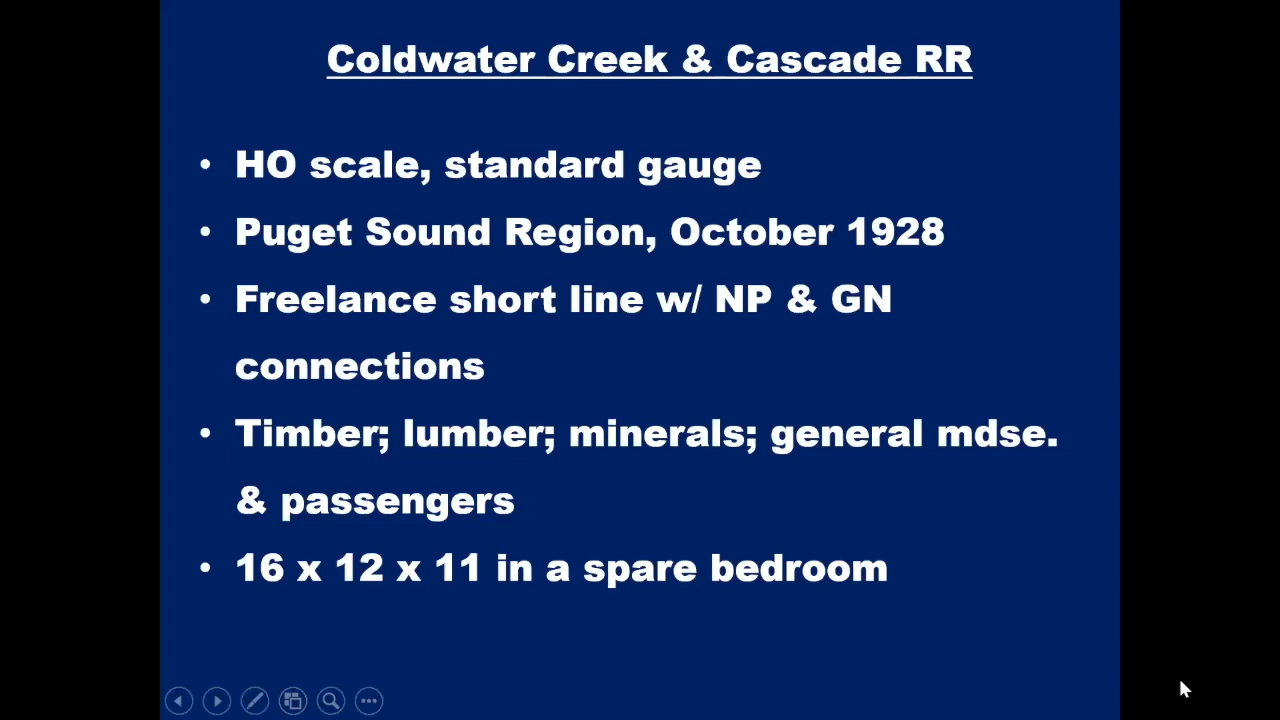 Coldwater Creek & Cascade RR
• HO scale, standard gauge
• Puget Sound Region, October 1928
• Freelance short line w/ NP & GN
connections
• Timber; lumber; minerals; general mdse.
& passengers
• 16 x 12 x 11 in a spare bedroom